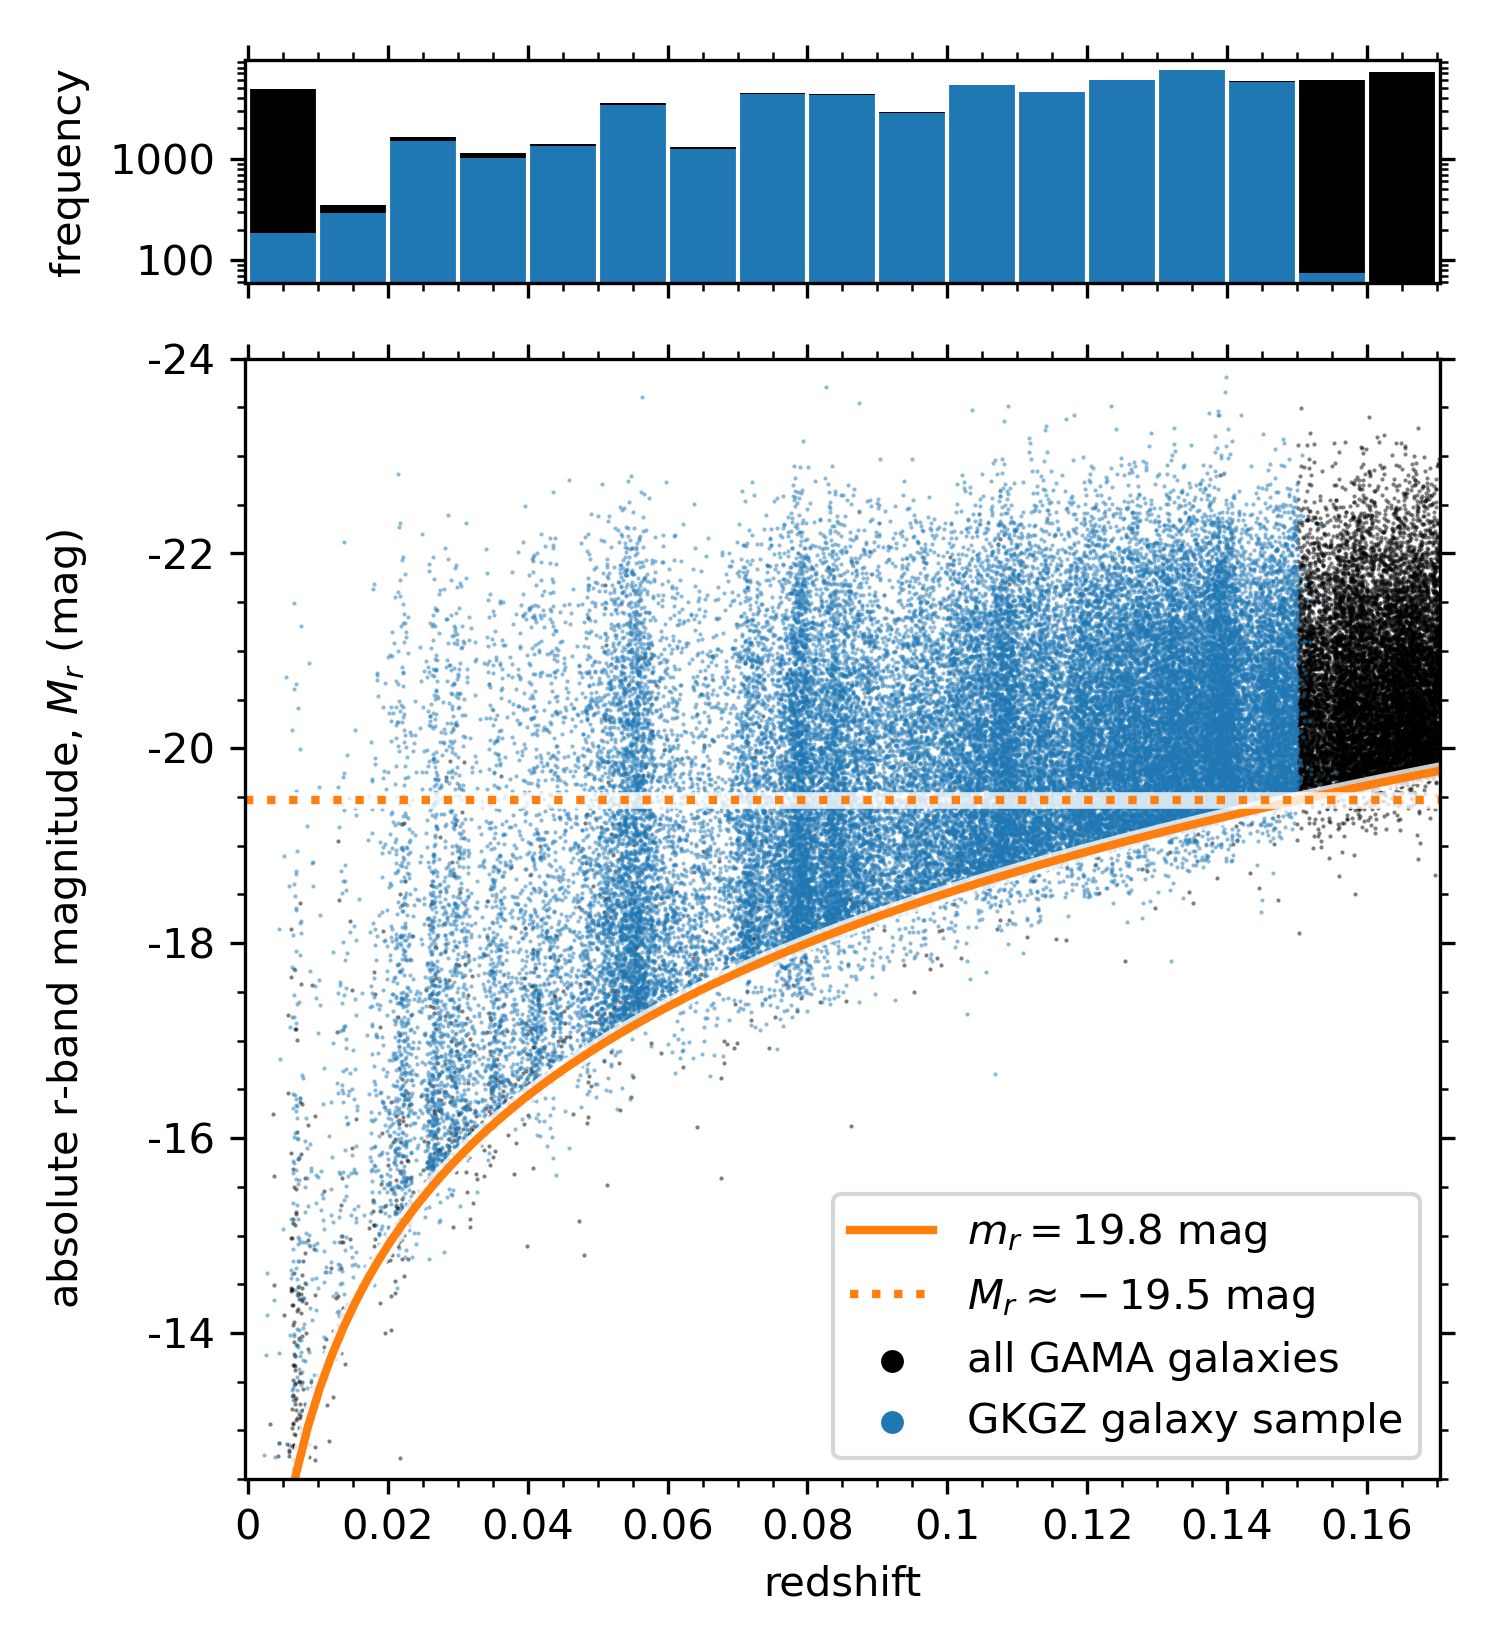 frequency
1000
100
-24
-22
-20
-18
-16
-14
absolute r-band magnitude, M_r (mag)
m_r = 19.8 mag
M_r ≈ −19.5 mag
all GAMA galaxies
GKGZ galaxy sample
0 0.02 0.04 0.06 0.08 0.1 0.12 0.14 0.16
redshift